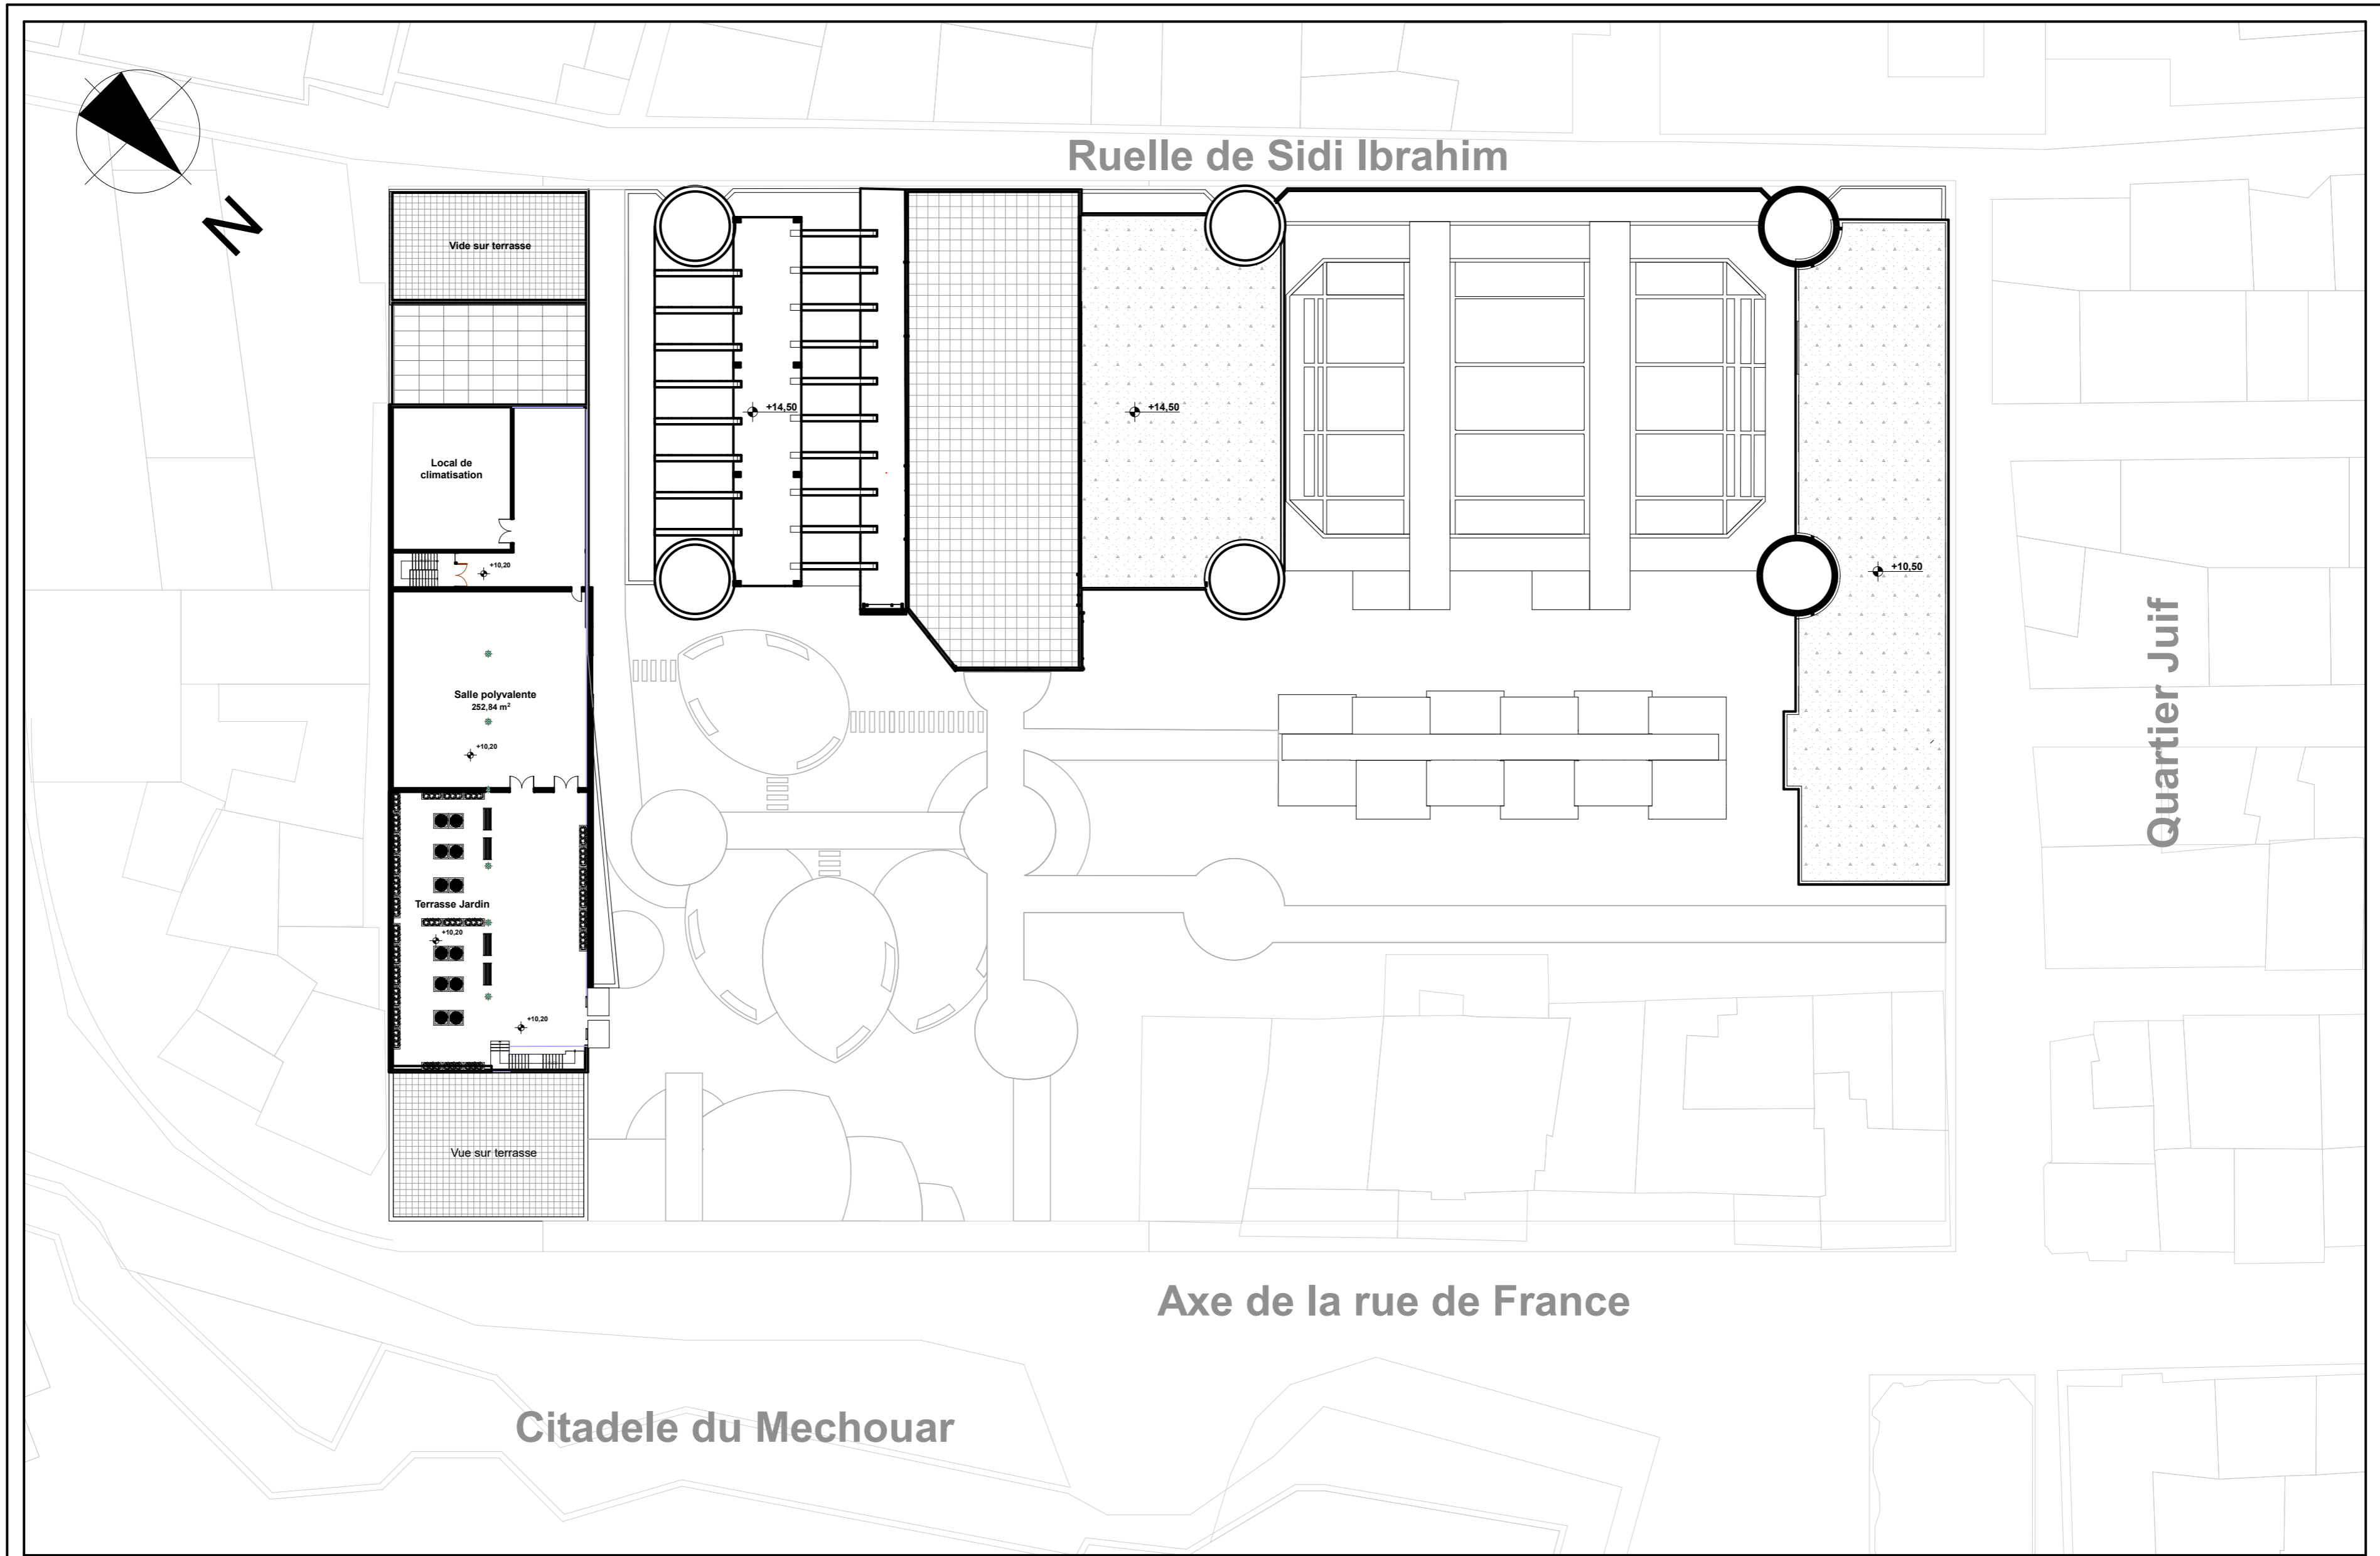 Ruelle de Sidi Ibrahim
N
Vide sur terrasse
+14,50
+14,50
Local de
climatisation
+10,20
+10,50
Salle polyvalente
252,84 m²
+10,20
Quartier Juif
Terrasse Jardin
+10,20
+10,20
Vue sur terrasse
Axe de la rue de France
Citadele du Mechouar